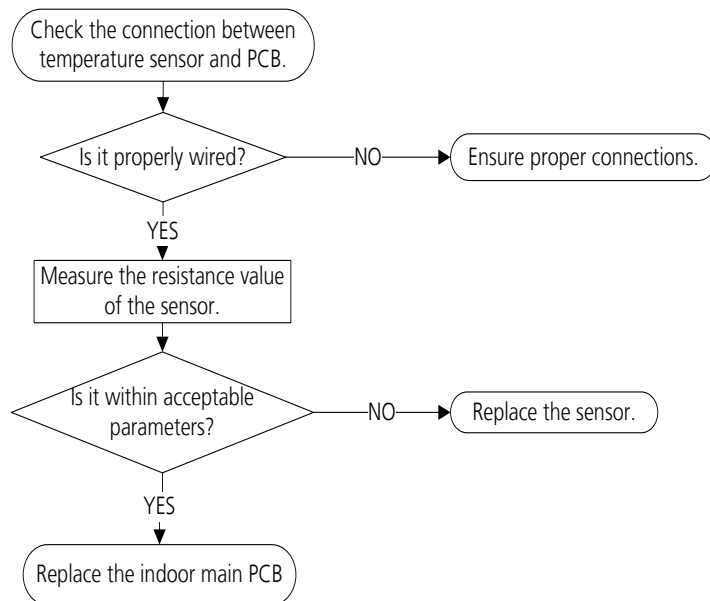 Check the connection between
temperature sensor and PCB.
Is it properly wired?
NO
Ensure proper connections.
YES
Measure the resistance value
of the sensor.
Is it within acceptable
parameters?
NO
Replace the sensor.
YES
Replace the indoor main PCB